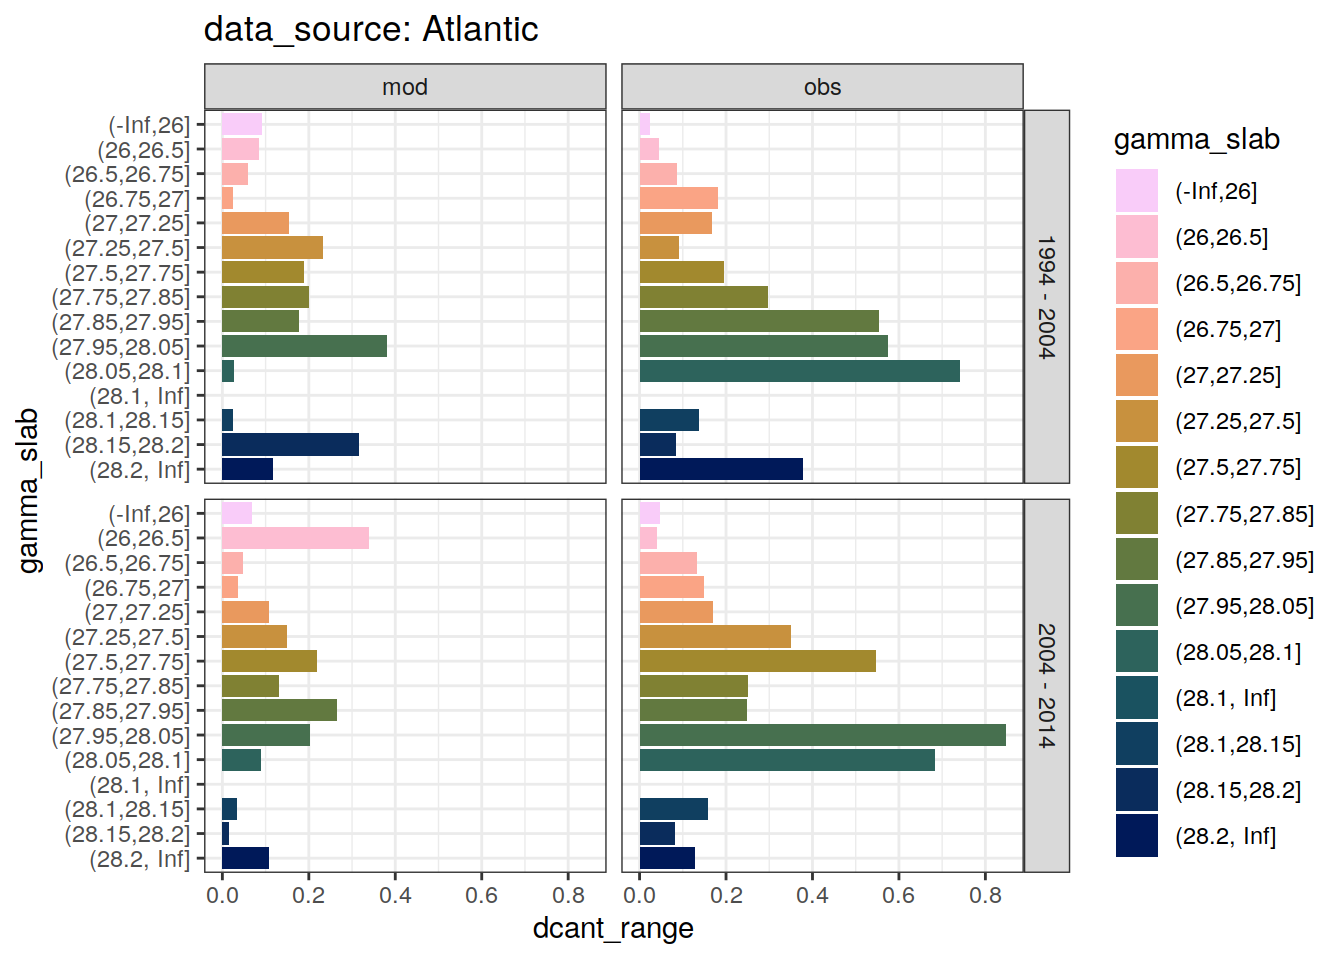 data_source: Atlantic
mod
obs
(-Inf,26]
(26,26.5]
(26.5,26.75]
(26.75,27]
(27,27.25]
(27.25,27.5]
(27.5,27.75]
(27.75,27.85]
(27.85,27.95]
(27.95,28.05]
(28.05,28.1]
(28.1, Inf]
(28.1,28.15]
(28.15,28.2]
(28.2, Inf]
1994 - 2004
(-Inf,26]
(26,26.5]
(26.5,26.75]
(26.75,27]
(27,27.25]
(27.25,27.5]
(27.5,27.75]
(27.75,27.85]
(27.85,27.95]
(27.95,28.05]
(28.05,28.1]
(28.1, Inf]
(28.1,28.15]
(28.15,28.2]
(28.2, Inf]
2004 - 2014
gamma_slab
0.0 0.2 0.4 0.6 0.8
0.0 0.2 0.4 0.6 0.8
dcant_range
gamma_slab
(-Inf,26]
(26,26.5]
(26.5,26.75]
(26.75,27]
(27,27.25]
(27.25,27.5]
(27.5,27.75]
(27.75,27.85]
(27.85,27.95]
(27.95,28.05]
(28.05,28.1]
(28.1, Inf]
(28.1,28.15]
(28.15,28.2]
(28.2, Inf]